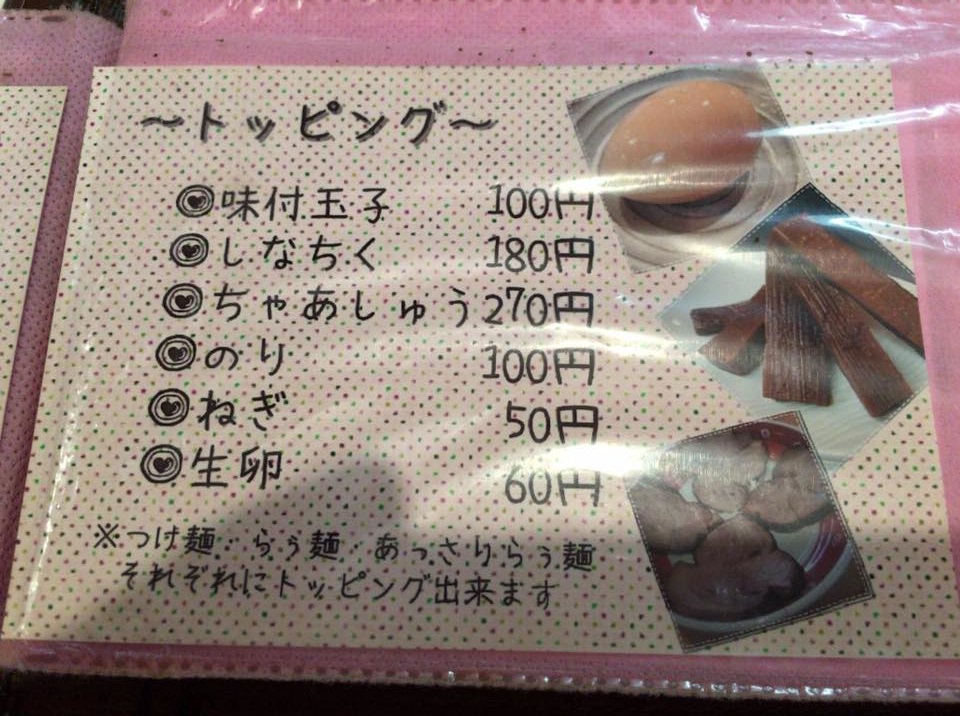 ～トッピング～
味付玉子 100円
しなちく 180円
ちゃあしゅう 270円
のり 100円
ねぎ 50円
生卵 60円
※つけ麺・らぅ麺・あっさりらぅ麺
それぞれにトッピング出来ます